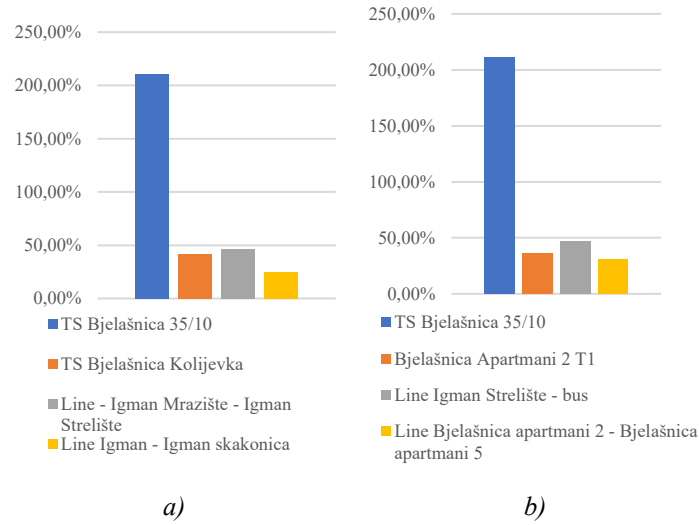 250,00%
200,00%
150,00%
100,00%
50,00%
0,00%
TS Bjelašnica 35/10
TS Bjelašnica Kolijevka
Line - Igman Mrazište - Igman
Strelište
Line Igman - Igman skakonica
a)
250,00%
200,00%
150,00%
100,00%
50,00%
0,00%
TS Bjelašnica 35/10
Bjelašnica Apartmani 2 T1
Line Igman Strelište - bus
Line Bjelašnica apartmani 2 - Bjelašnica
apartmani 5
b)